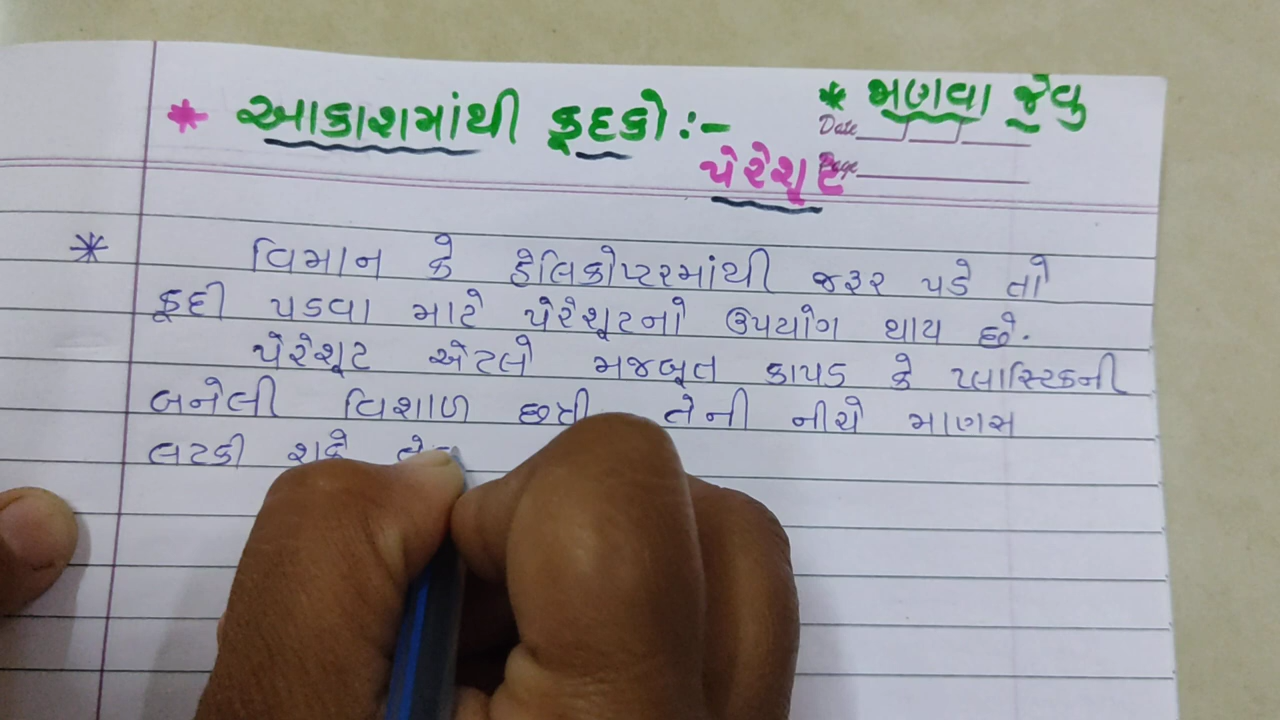 * આકાશમાંથી કૂદકો :-
* ભણવા જેવુ
Date
Page
પેરેશૂટ
* વિમાન કે હેલિકોપ્ટરમાંથી જરૂર પડે તો
કૂદી પડવા માટે પેરેશૂટનો ઉપયોગ થાય છે.
પેરેશૂટ એટલે મજબૂત કાપડ કે પ્લાસ્ટિકની
બનેલી વિશાળ છત્રી તેની નીચે માણસ
લટકી શકે